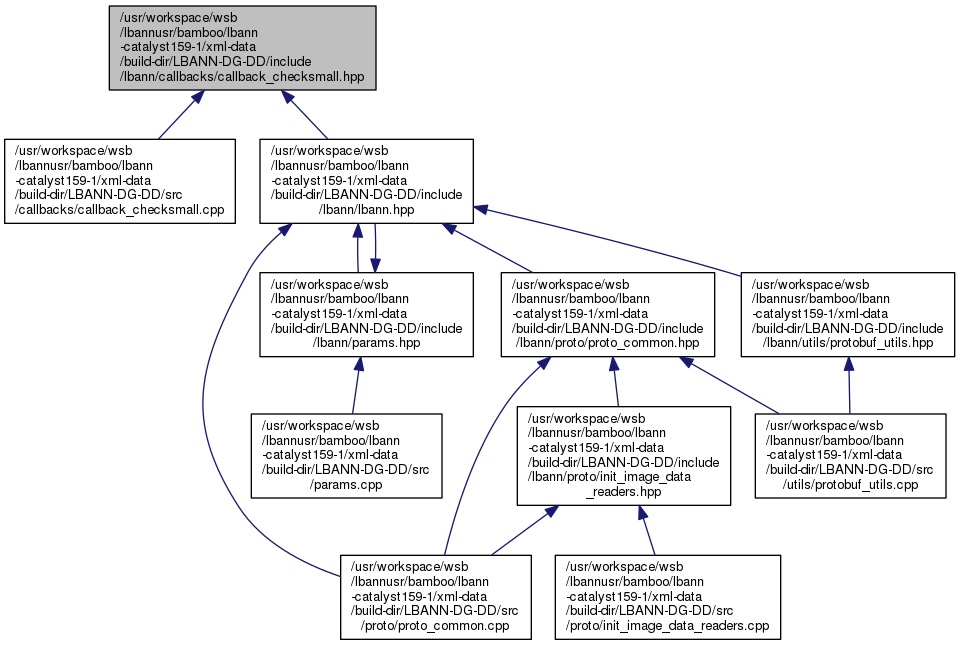 /usr/workspace/wsb
/lbannusr/bamboo/lbann
-catalyst159-1/xml-data
/build-dir/LBANN-DG-DD/include
/lbann/callbacks/callback_checksmall.hpp
/usr/workspace/wsb
/lbannusr/bamboo/lbann
-catalyst159-1/xml-data
/build-dir/LBANN-DG-DD/src
/callbacks/callback_checksmall.cpp
/usr/workspace/wsb
/lbannusr/bamboo/lbann
-catalyst159-1/xml-data
/build-dir/LBANN-DG-DD/include
/lbann/lbann.hpp
/usr/workspace/wsb
/lbannusr/bamboo/lbann
-catalyst159-1/xml-data
/build-dir/LBANN-DG-DD/include
/lbann/params.hpp
/usr/workspace/wsb
/lbannusr/bamboo/lbann
-catalyst159-1/xml-data
/build-dir/LBANN-DG-DD/include
/lbann/proto/proto_common.hpp
/usr/workspace/wsb
/lbannusr/bamboo/lbann
-catalyst159-1/xml-data
/build-dir/LBANN-DG-DD/include
/lbann/utils/protobuf_utils.hpp
/usr/workspace/wsb
/lbannusr/bamboo/lbann
-catalyst159-1/xml-data
/build-dir/LBANN-DG-DD/src
/params.cpp
/usr/workspace/wsb
/lbannusr/bamboo/lbann
-catalyst159-1/xml-data
/build-dir/LBANN-DG-DD/include
/lbann/proto/init_image_data
_readers.hpp
/usr/workspace/wsb
/lbannusr/bamboo/lbann
-catalyst159-1/xml-data
/build-dir/LBANN-DG-DD/src
/utils/protobuf_utils.cpp
/usr/workspace/wsb
/lbannusr/bamboo/lbann
-catalyst159-1/xml-data
/build-dir/LBANN-DG-DD/src
/proto/proto_common.cpp
/usr/workspace/wsb
/lbannusr/bamboo/lbann
-catalyst159-1/xml-data
/build-dir/LBANN-DG-DD/src
/proto/init_image_data_readers.cpp